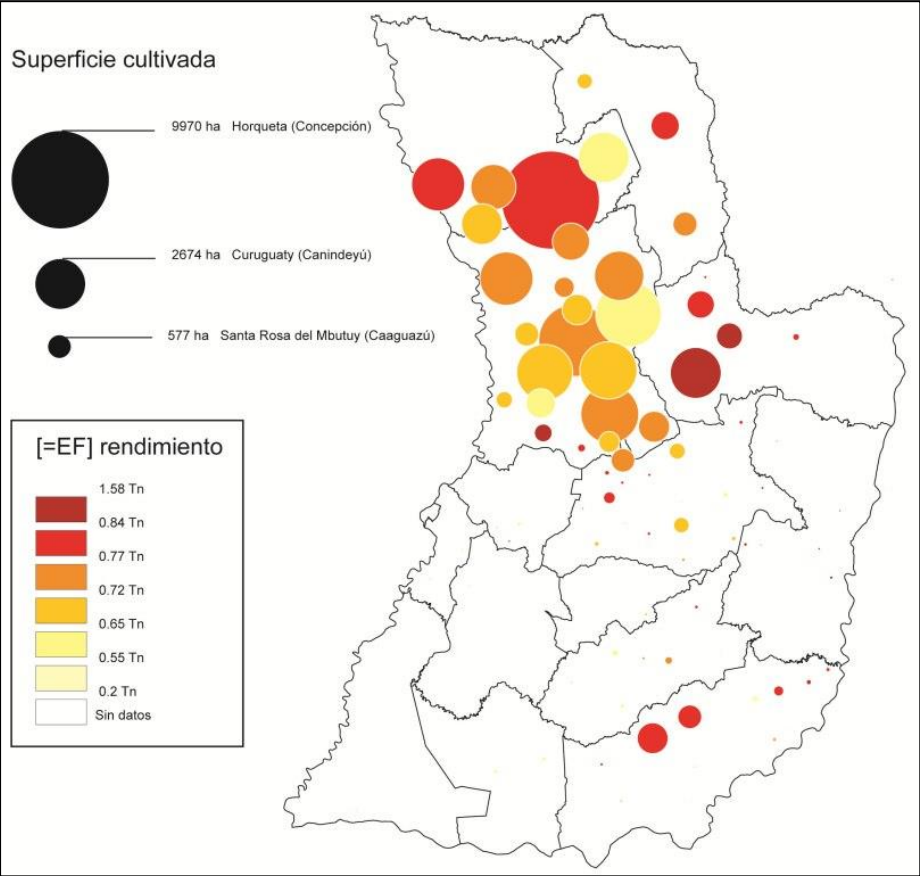 Superficie cultivada
9970 ha Horqueta (Concepción)
2674 ha Curuguaty (Canindeyú)
577 ha Santa Rosa del Mbutuy (Caaguazú)
[=EF] rendimiento
1.58 Tn
0.84 Tn
0.77 Tn
0.72 Tn
0.65 Tn
0.55 Tn
0.2 Tn
Sin datos